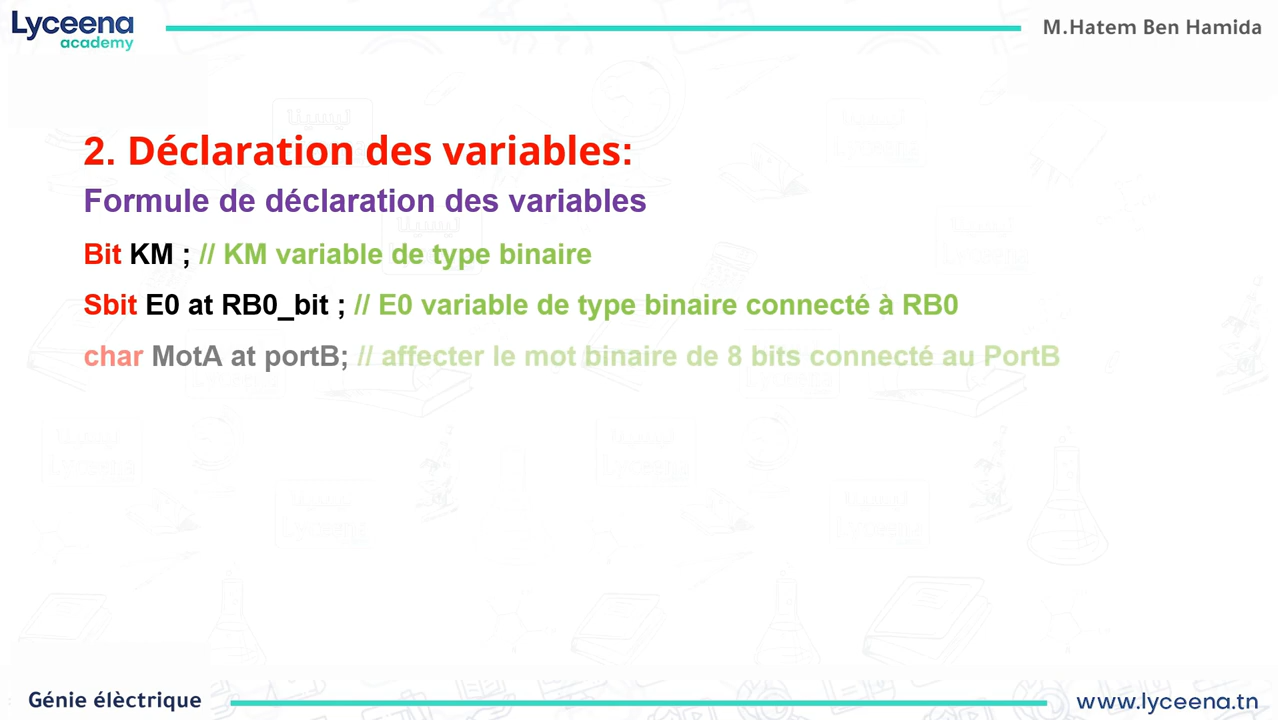 Lyceena
academy
M.Hatem Ben Hamida
2. Déclaration des variables:
Formule de déclaration des variables
Bit KM ; // KM variable de type binaire
Sbit E0 at RB0_bit ; // E0 variable de type binaire connecté à RB0
char MotA at portB; // affecter le mot binaire de 8 bits connecté au PortB
Génie élèctrique
www.lyceena.tn